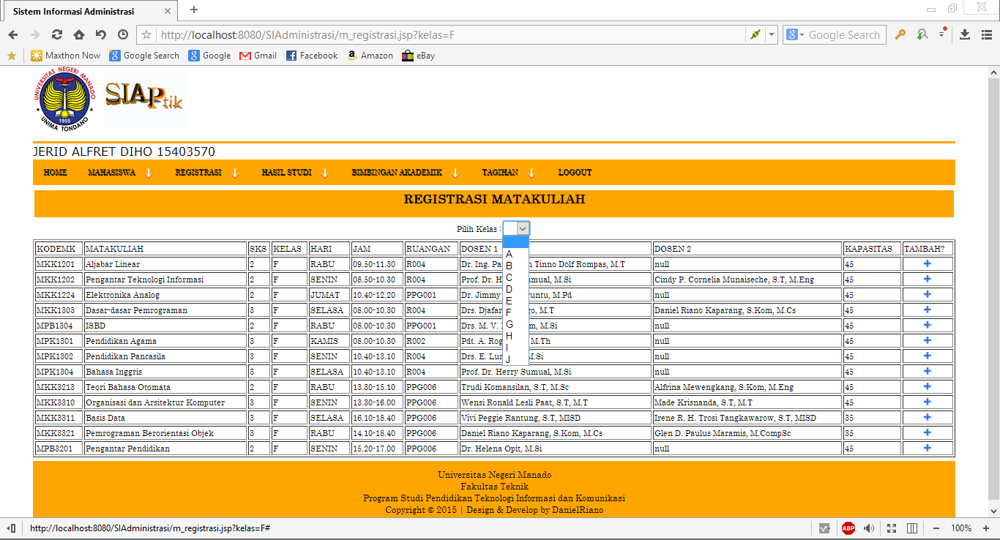 Sistem Informasi Administrasi
http://localhost:8080/SIAdministrasi/m_registrasi.jsp?kelas=F
Google Search
Maxthon Now Google Search Google Gmail Facebook Amazon eBay
UNIVERSITAS NEGERI MANADO
1955
UNIMA TONDANO
SIAPtik
JERID ALFRET DIHO 15403570
HOME MAHASISWA REGISTRASI HASIL STUDI BIMBINGAN AKADEMIK TAGIHAN LOGOUT
REGISTRASI MATAKULIAH
Pilih Kelas :
A
B
C
D
E
F
G
H
I
J
KODEMK MATAKULIAH SKS KELAS HARI JAM RUANGAN DOSEN 1 DOSEN 2 KAPASITAS TAMBAH?
MKK1201 Aljabar Linear 2 F RABU 09.50-11.30 R004 Dr. Ing. Tinno Dolf Rompas, M.T null 45
MKK1202 Pengantar Teknologi Informasi 2 F SENIN 08.50-10.30 R004 Prof. Dr. M.Si Cindy P. Cornelia Munaiseche, S.T, M.Eng 45
MKK1224 Elektronika Analog 2 F JUMAT 10.40-12.20 PPG001 Dr. Jimmy M.Pd null 45
MKK1303 Dasar-dasar Pemrograman 3 F SELASA 08.00-10.30 R004 Drs. Djafar M.T Daniel Riano Kaparang, S.Kom, M.Cs 45
MPB1304 ISBD 2 F RABU 08.00-10.30 PPG001 Drs. M. V. M.Si null 45
MPK1301 Pendidikan Agama 3 F KAMIS 08.00-10.30 R002 Pdt. A. M.Th null 45
MPK1302 Pendidikan Pancasila 3 F SENIN 10.40-13.10 R004 Drs. E. M.Si null 45
MPK1304 Bahasa Inggris 3 F SELASA 10.40-13.10 R004 Prof. Dr. Herry Sumual, M.Si null 45
MKK3213 Teori Bahasa Otomata 2 F RABU 13.30-15.10 PPG006 Trudi Komansilan, S.T, M.Sc Alfrina Mewengkang, S.Kom, M.Eng 45
MKK3310 Organisasi dan Arsitektur Komputer 3 F SENIN 13.30-16.00 PPG006 Wensi Ronald Lesli Paat, S.T, M.T Made Krisnanda, S.T, M.T 45
MKK3311 Basis Data 3 F SELASA 16.10-18.40 PPG006 Vivi Peggie Rantung, S.T, MISD Irene R. H. Trosi Tangkawarow, S.T, MISD 35
MKK3321 Pemrograman Berorientasi Objek 3 F RABU 14.10-18.40 PPG006 Daniel Riano Kaparang, S.Kom, M.Cs Glen D. Paulus Maramis, M.CompSc 35
MPB3201 Pengantar Pendidikan 2 F SENIN 15.20-17.00 PPG006 Dr. Helena Opit, M.Si null 45
Universitas Negeri Manado
Fakultas Teknik
Program Studi Pendidikan Teknologi Informasi dan Komunikasi
Copyright © 2015 | Design & Develop by DanielRiano
http://localhost:8080/SIAdministrasi/m_registrasi.jsp?kelas=F#
ABP
100%